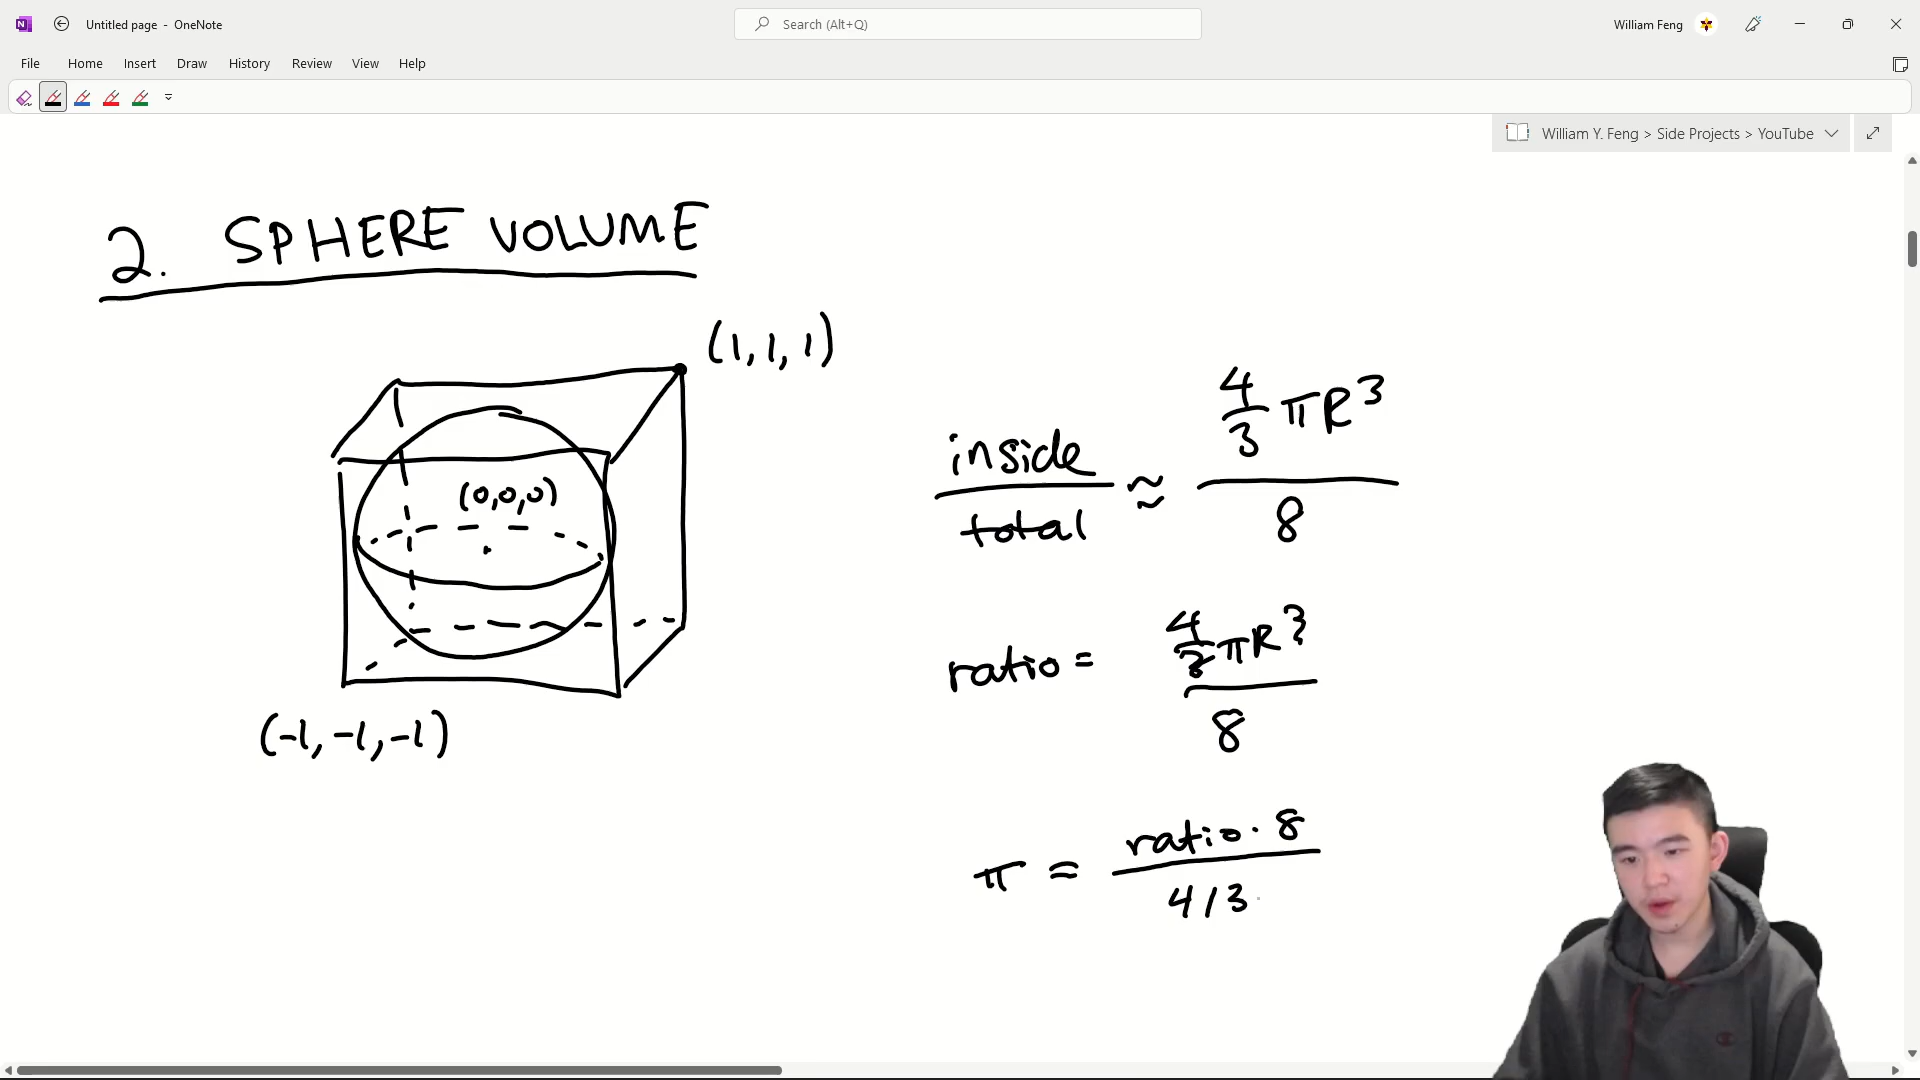 Untitled page - OneNote
Search (Alt+Q)
William Feng
File Home Insert Draw History Review View Help
William Y. Feng > Side Projects > YouTube
2. SPHERE VOLUME
(1, 1, 1)
(0,0,0)
(-1, -1, -1)
inside/total ≈ 4/3 πR³/8
ratio = 4/3 πR³/8
π = ratio · 8/4/3